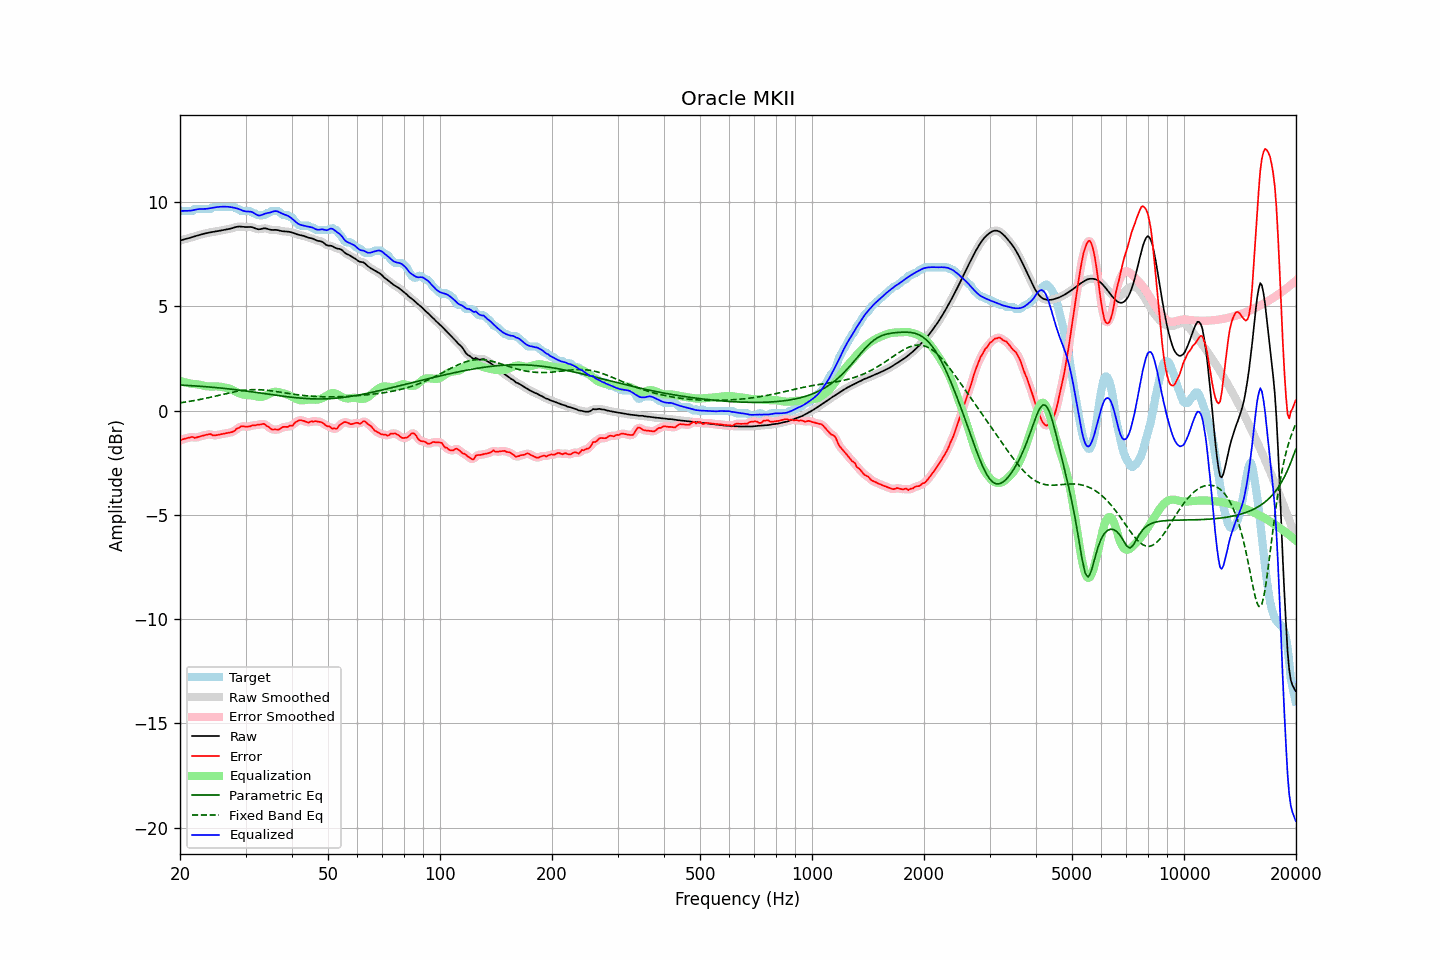 Oracle MKII
Amplitude (dBr)
10
5
0
−5
−10
−15
−20
Target
Raw Smoothed
Error Smoothed
Raw
Error
Equalization
Parametric Eq
Fixed Band Eq
Equalized
20 50 100 200 500 1000 2000 5000 10000 20000
Frequency (Hz)